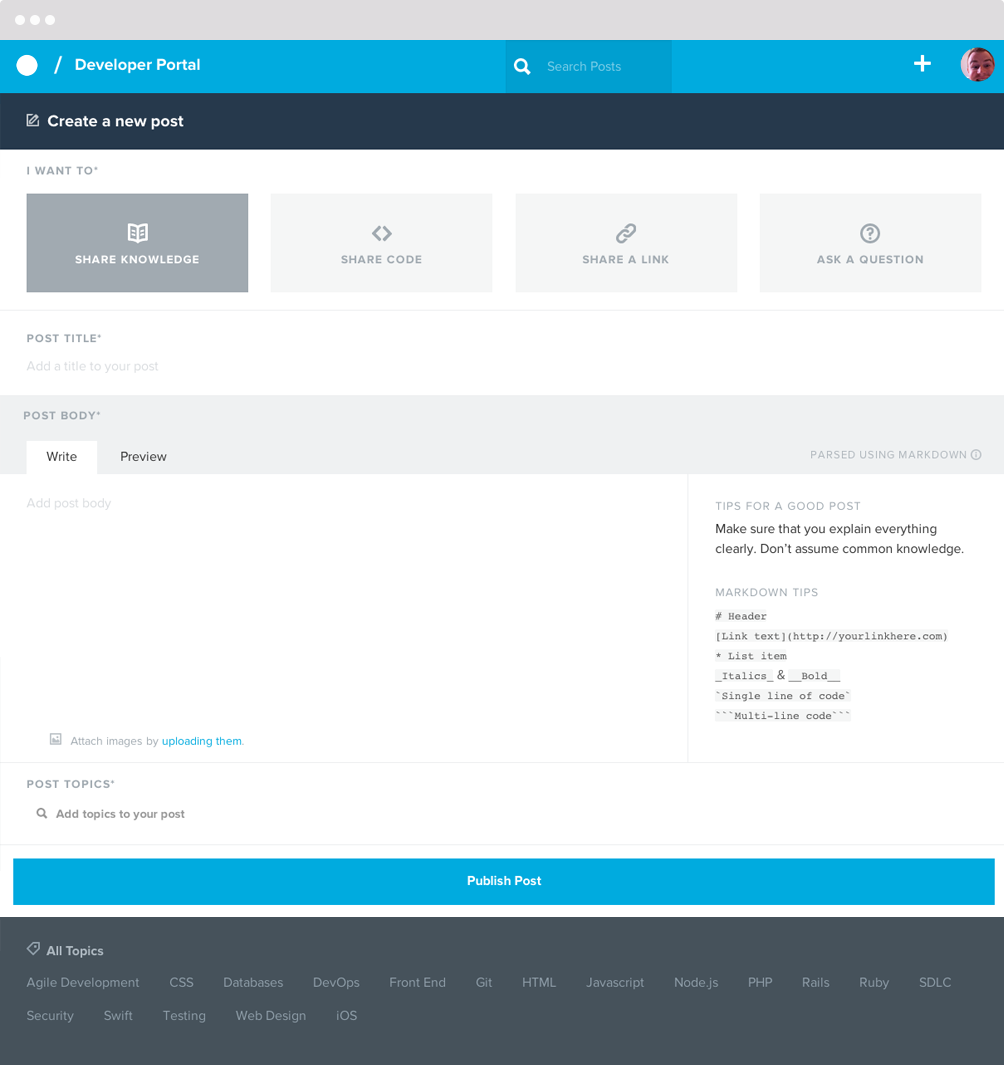 / Developer Portal
Search Posts
Create a new post
I WANT TO*
SHARE KNOWLEDGE
SHARE CODE
SHARE A LINK
ASK A QUESTION
POST TITLE*
Add a title to your post
POST BODY*
Write
Preview
PARSED USING MARKDOWN
Add post body
TIPS FOR A GOOD POST
Make sure that you explain everything
clearly. Don’t assume common knowledge.
MARKDOWN TIPS
# Header
[Link text](http://yourlinkhere.com)
* List item
_Italics_ & __Bold__
`Single line of code`
```Multi-line code```
Attach images by uploading them.
POST TOPICS*
Add topics to your post
Publish Post
All Topics
Agile Development CSS Databases DevOps Front End Git HTML Javascript Node.js PHP Rails Ruby SDLC
Security Swift Testing Web Design iOS